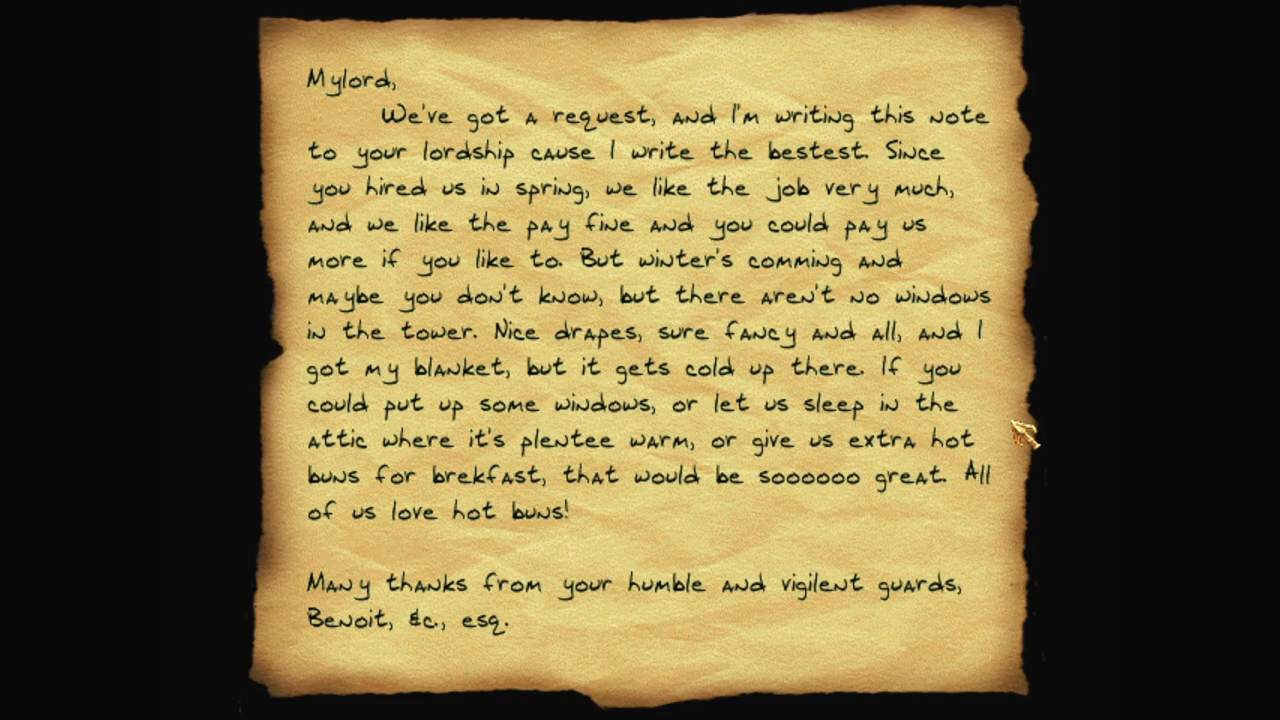 Mylord,
We've got a request, and I'm writing this note
to your lordship cause I write the bestest. Since
you hired us in spring, we like the job very much,
and we like the pay fine and you could pay us
more if you like to. But winter's comming and
maybe you don't know, but there aren't no windows
in the tower. Nice drapes, sure fancy and all, and I
got my blanket, but it gets cold up there. If you
could put up some windows, or let us sleep in the
attic where it's plentee warm, or give us extra hot
buns for brekfast, that would be soooooo great. All
of us love hot buns!
Many thanks from your humble and vigilent guards,
Benoit, &c., esq.